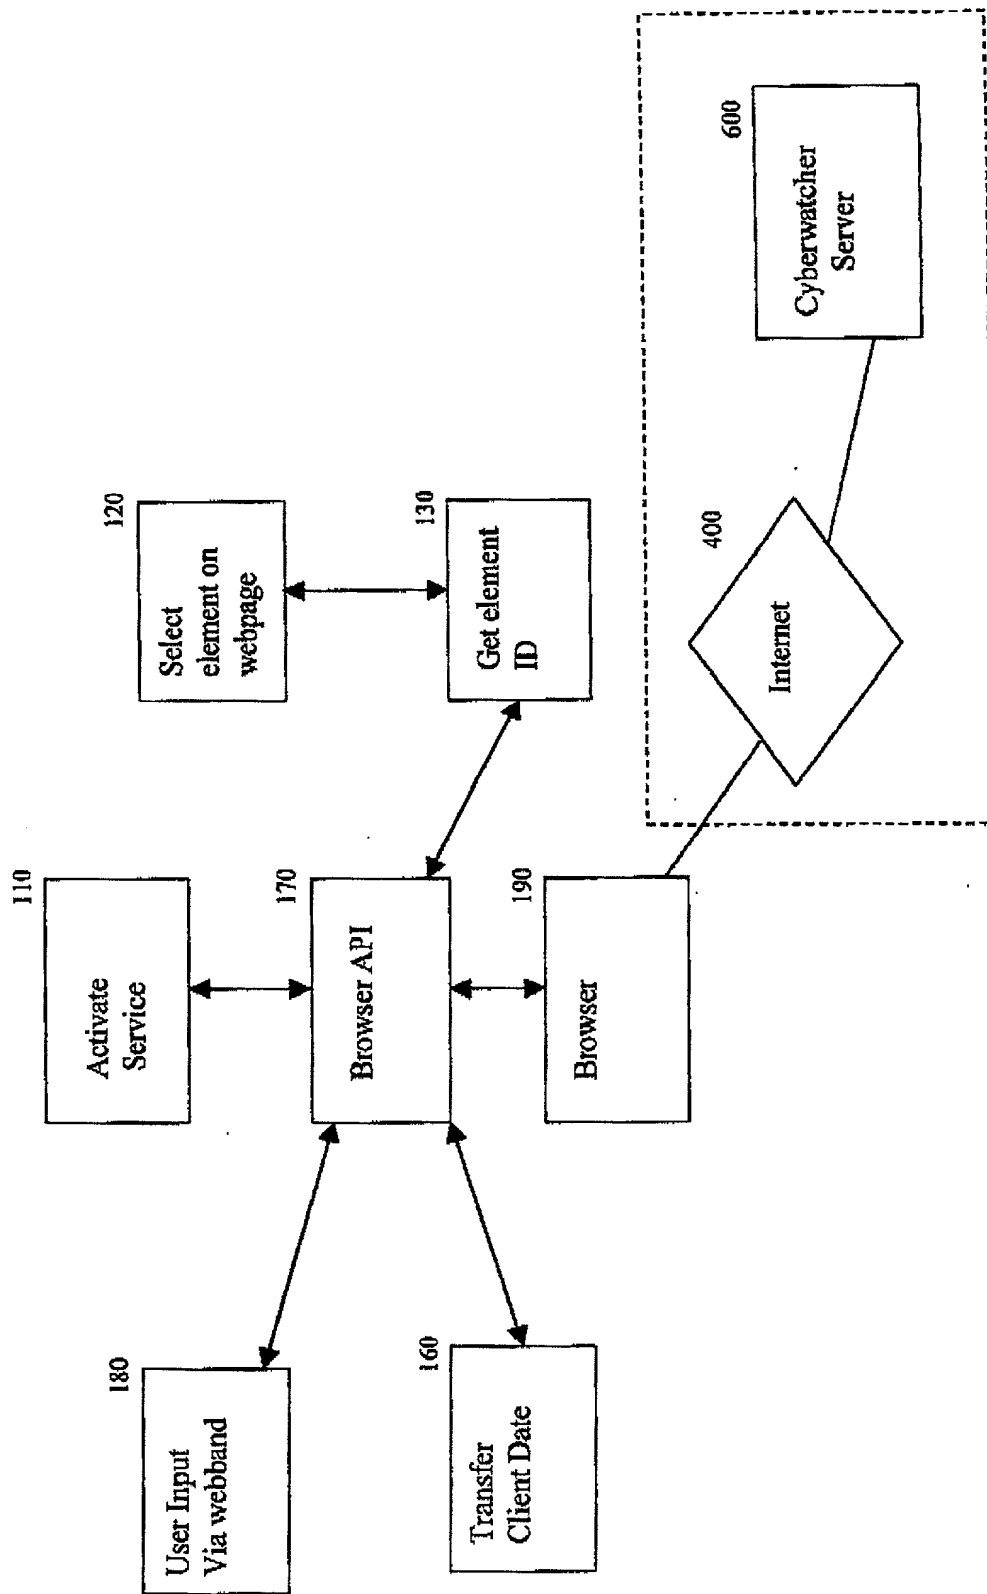 110
Activate
Service
180
User Input
Via webband
170
Browser API
120
Select
element on
webpage
160
Transfer
Client Date
190
Browser
130
Get element
ID
400
Internet
600
Cyberwatcher
Server